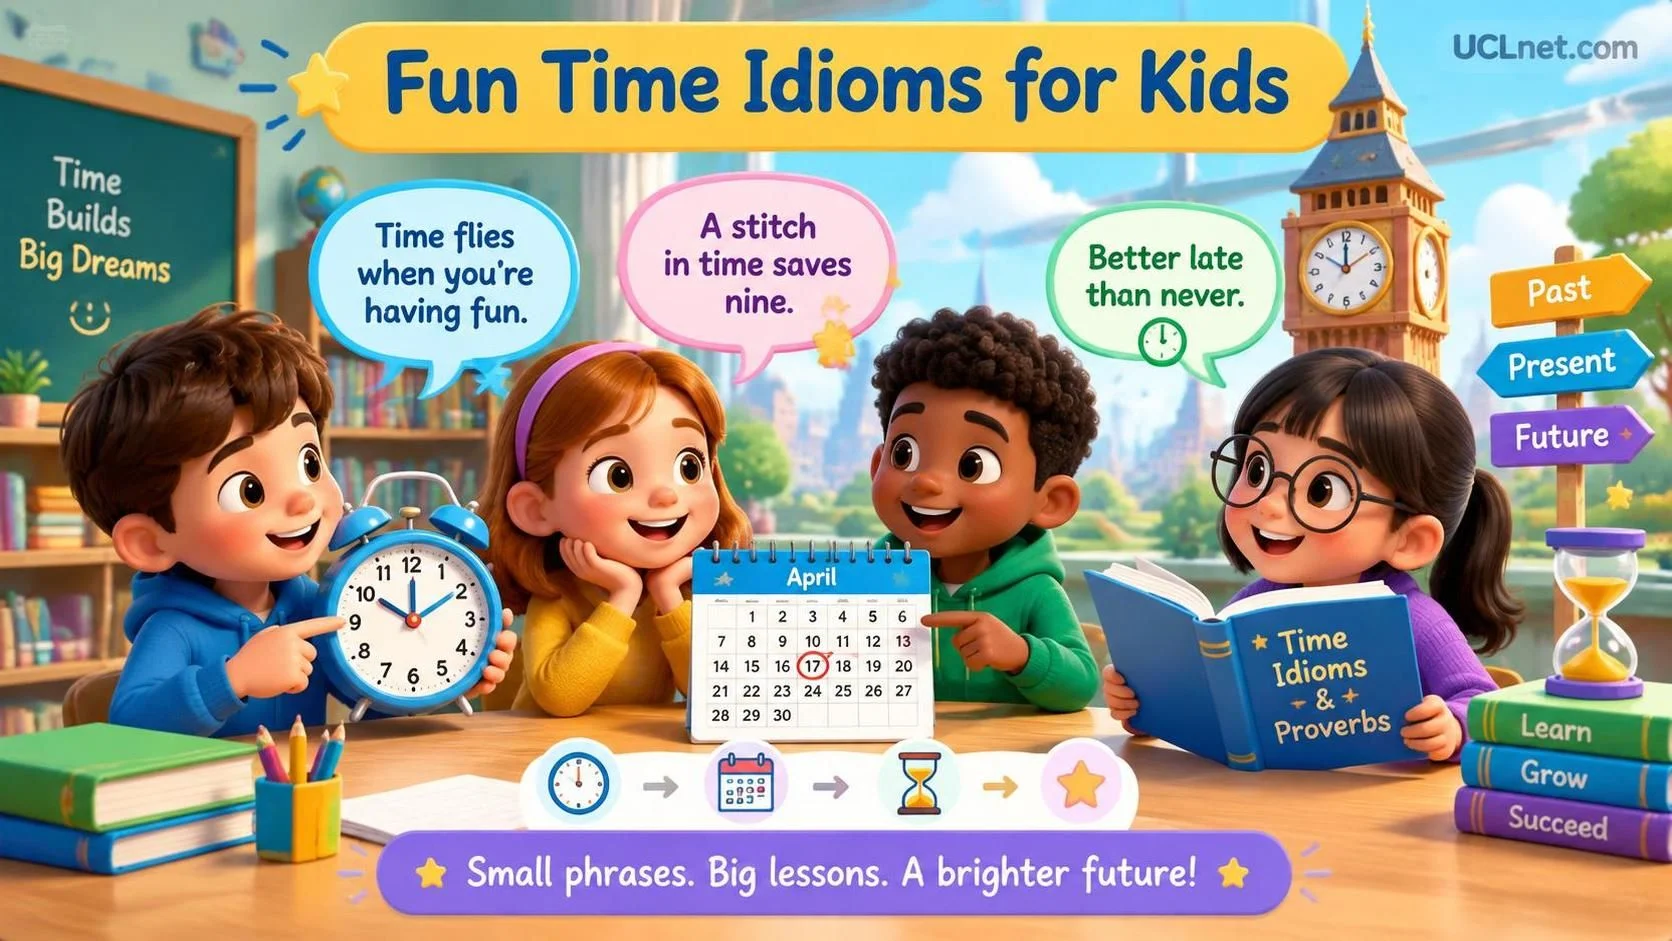 Fun Time Idioms for Kids
UCLnet.com
Time
Builds
Big Dreams
Time flies
when you're
having fun.
A stitch
in time saves
nine.
Better late
than never.
Past
Present
Future
12
1
2
3
4
5
6
7
8
9
10
11
April
1 2 3 4 5 6
7 8 9 10 11 12 13
14 15 16 17 18 19 20
21 22 23 24 25 26 27
28 29 30
Time
Idioms
&
Proverbs
Learn
Grow
Succeed
Small phrases. Big lessons. A brighter future!